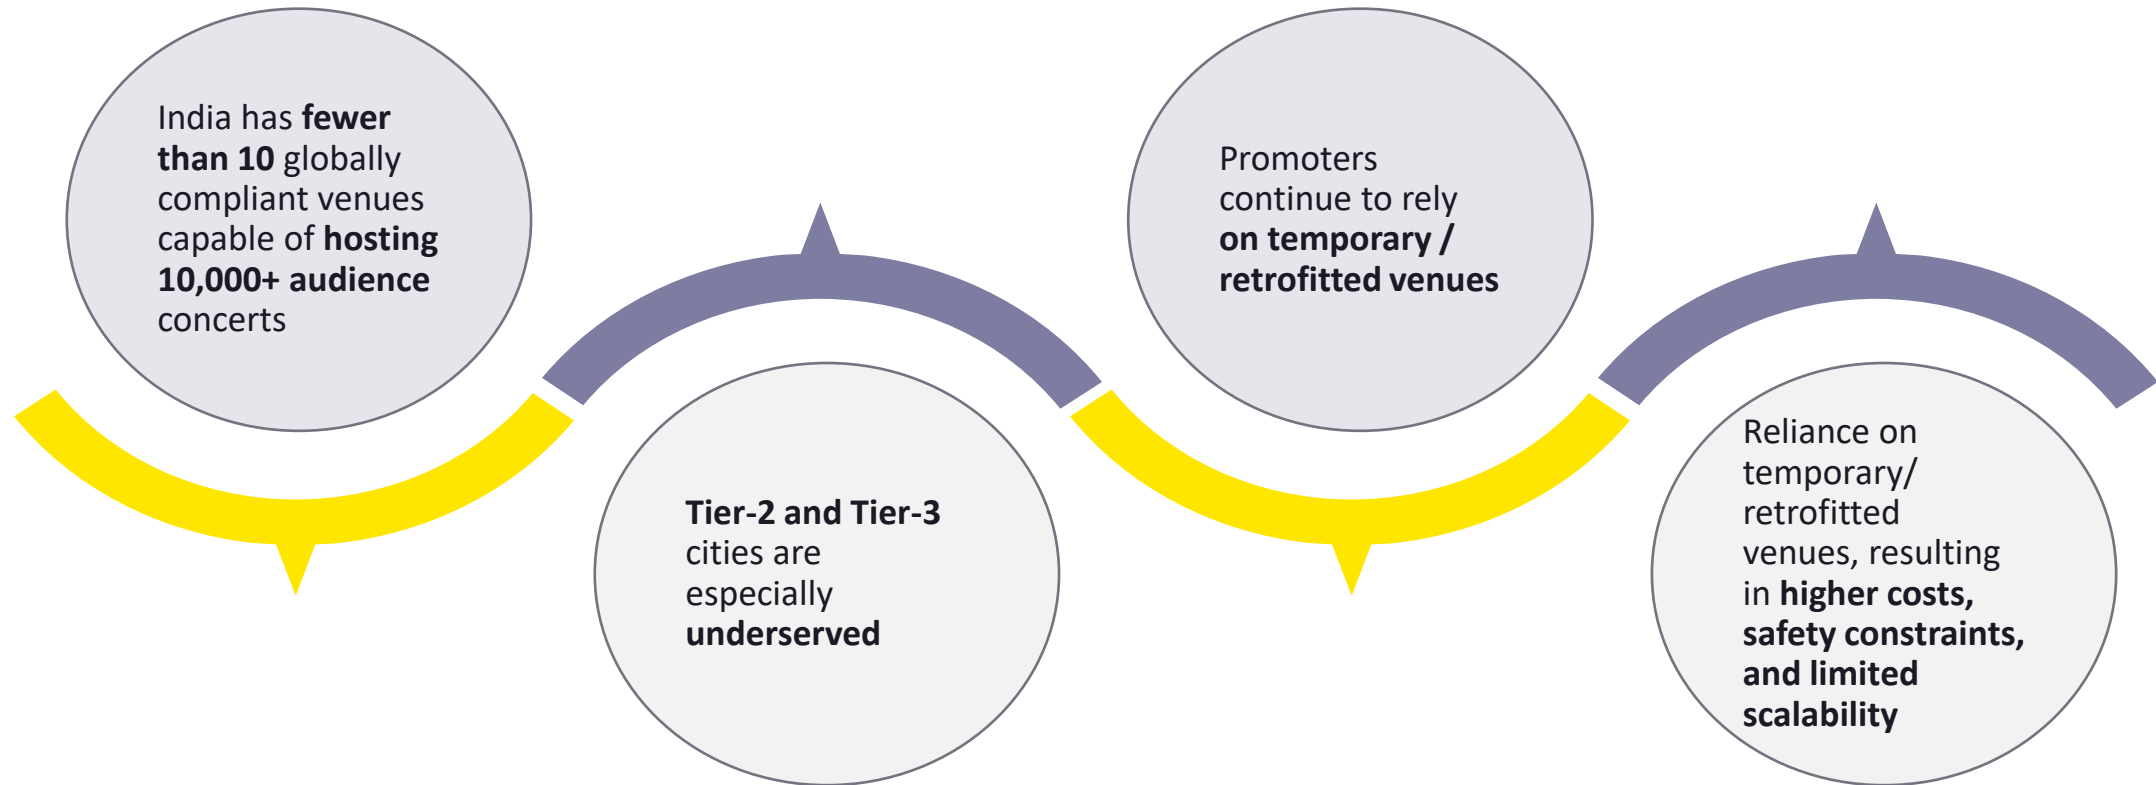 India has fewer
than 10 globally
compliant venues
capable of hosting
10,000+ audience
concerts
Tier-2 and Tier-3
cities are
especially
underserved
Promoters
continue to rely
on temporary /
retrofitted venues
Reliance on
temporary/
retrofitted
venues, resulting
in higher costs,
safety constraints,
and limited
scalability